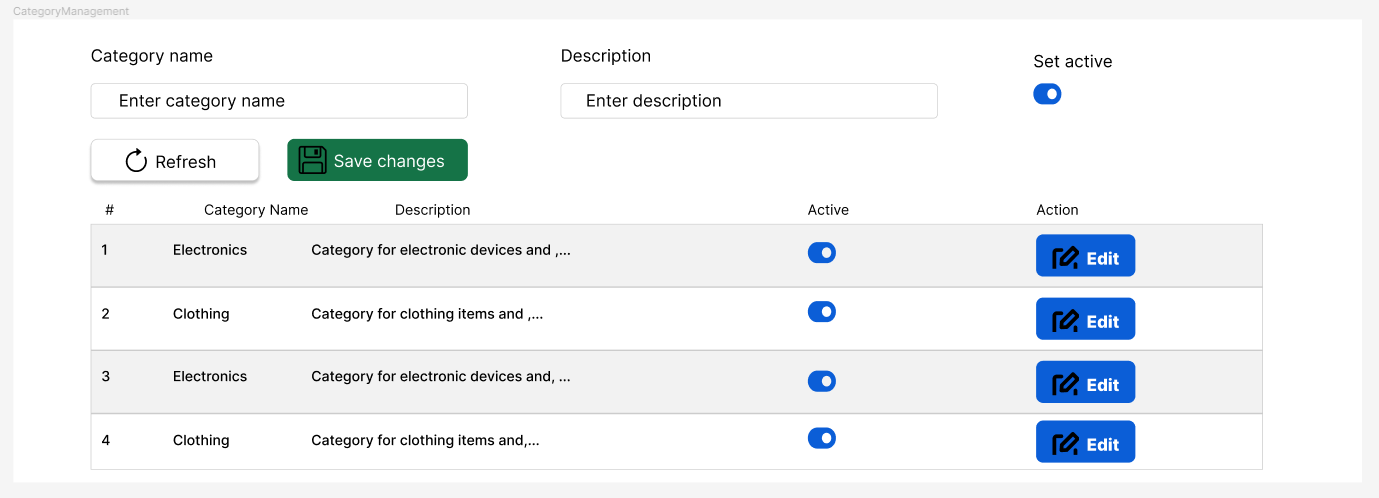 CategoryManagement
Category name
Description
Set active
Enter category name
Enter description
Refresh
Save changes
# Category Name Description Active Action
1 Electronics Category for electronic devices and ,... Edit
2 Clothing Category for clothing items and ,... Edit
3 Electronics Category for electronic devices and, ... Edit
4 Clothing Category for clothing items and,... Edit